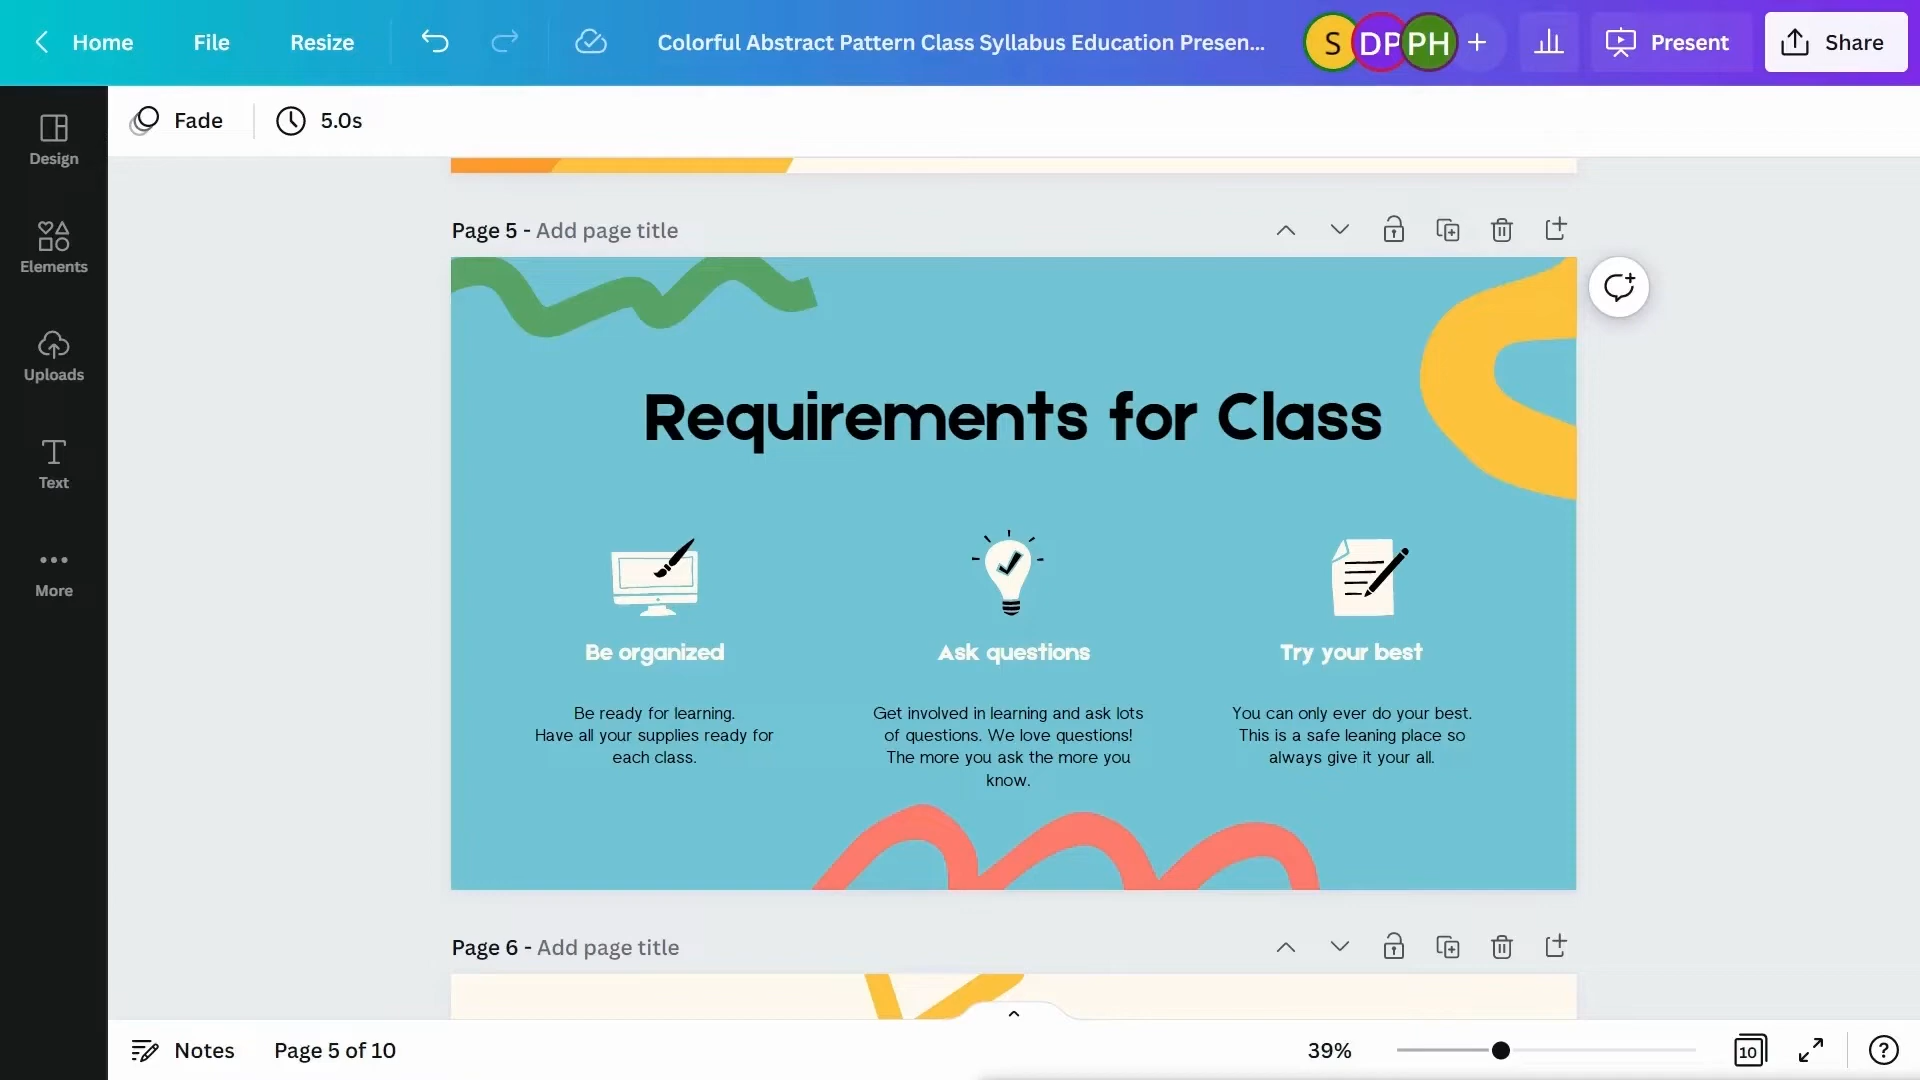 Home File Resize Colorful Abstract Pattern Class Syllabus Education Presen... S DP PH + Present Share
Fade 5.0s
Design
Elements
Uploads
Text
More
Page 5 - Add page title
Requirements for Class
Be organized
Be ready for learning.
Have all your supplies ready for
each class.
Ask questions
Get involved in learning and ask lots
of questions. We love questions!
The more you ask the more you
know.
Try your best
You can only ever do your best.
This is a safe leaning place so
always give it your all.
Page 6 - Add page title
Notes Page 5 of 10 39% 10 ?